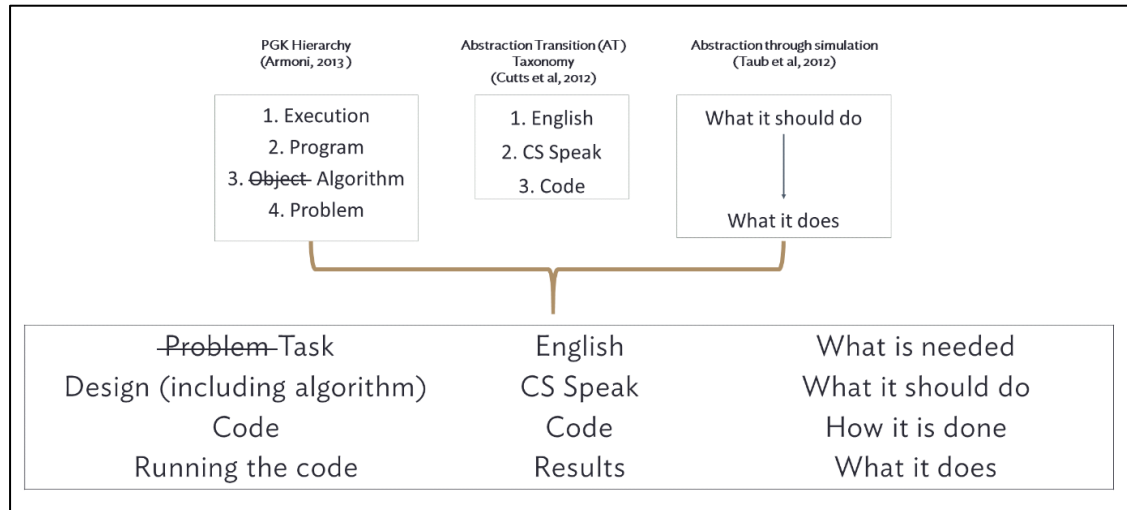 PGK Hierarchy
(Armoni, 2013)
1. Execution
2. Program
3. Object Algorithm
4. Problem
Abstraction Transition (AT)
Taxonomy
(Cutts et al, 2012)
1. English
2. CS Speak
3. Code
Abstraction through simulation
(Taub et al, 2012)
What it should do
What it does
Problem Task
English
What is needed
Design (including algorithm)
CS Speak
What it should do
Code
Code
How it is done
Running the code
Results
What it does